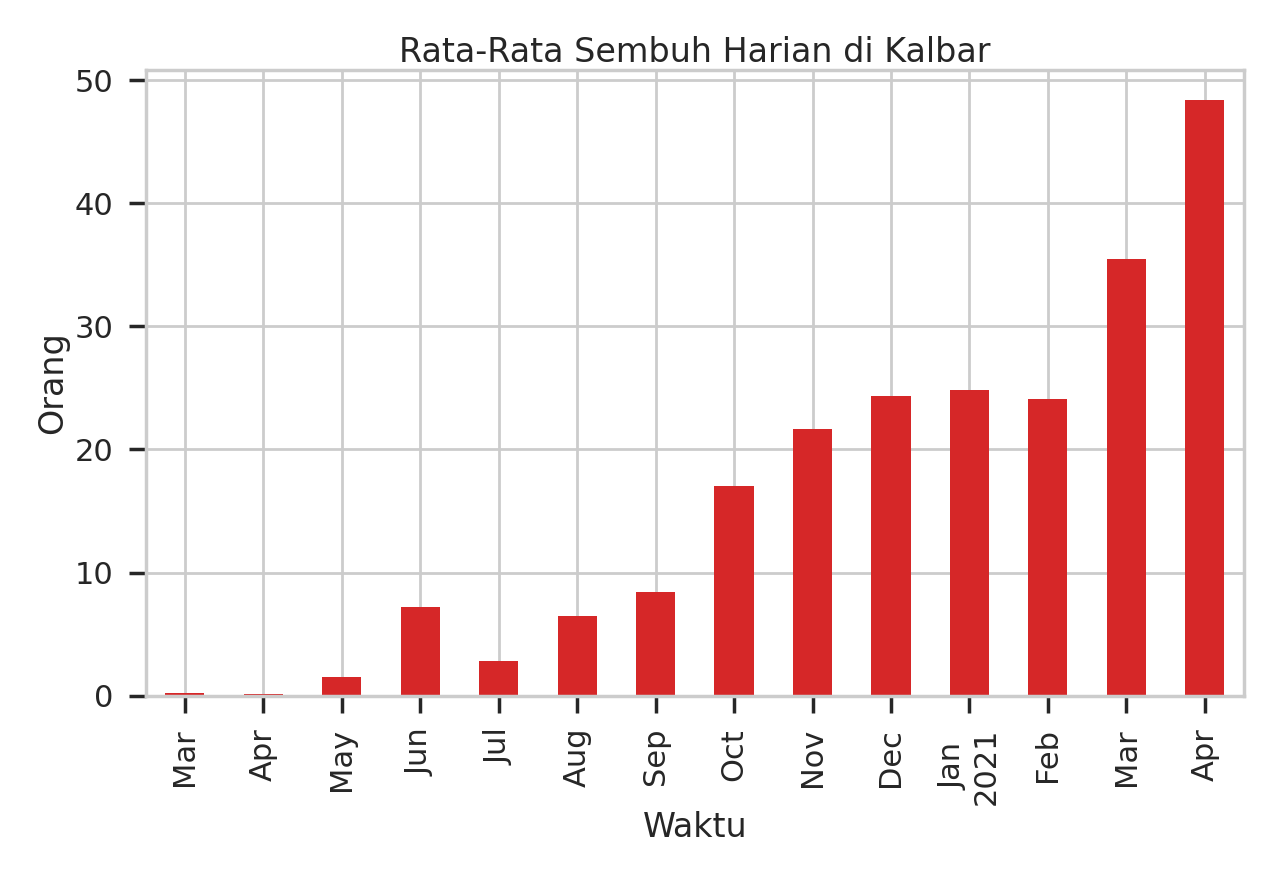 Rata-Rata Sembuh Harian di Kalbar
50
40
30
20
10
0
Orang
Mar
Apr
May
Jun
Jul
Aug
Sep
Oct
Nov
Dec
Jan
2021
Feb
Mar
Apr
Waktu